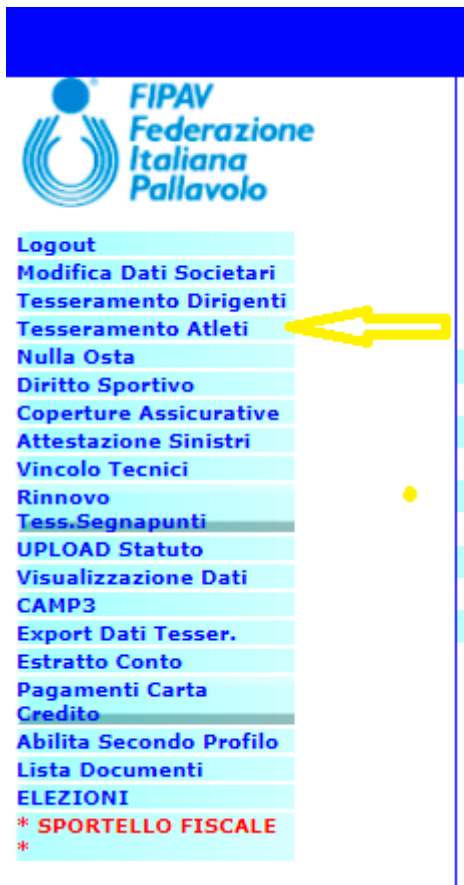 FIPAV
Federazione
Italiana
Pallavolo
Logout
Modifica Dati Societari
Tesseramento Dirigenti
Tesseramento Atleti
Nulla Osta
Diritto Sportivo
Coperture Assicurative
Attestazione Sinistri
Vincolo Tecnici
Rinnovo
Tess.Segnapunti
UPLOAD Statuto
Visualizzazione Dati
CAMP3
Export Dati Tesser.
Estratto Conto
Pagamenti Carta
Credito
Abilita Secondo Profilo
Lista Documenti
ELEZIONI
* SPORTELLO FISCALE
*